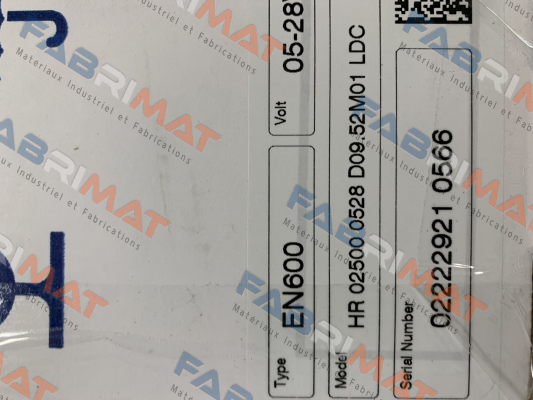 Type
EN600
Volt
05-28
Model
HR 02500 0528 D09.52M01 LDC
Serial Number
02222921 0566
FABRIMAT
Materiaux Industriel et Fabrications